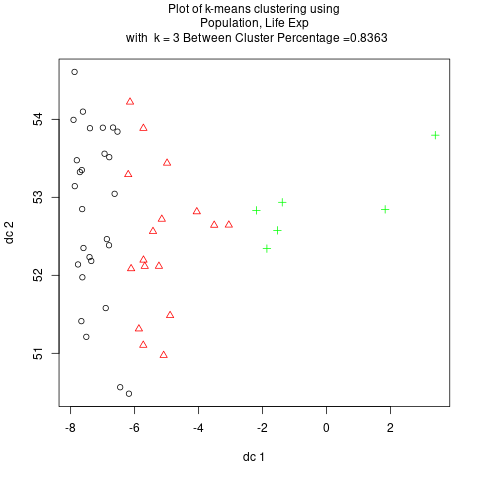 Plot of k-means clustering using
Population, Life Exp
with  k = 3 Between Cluster Percentage =0.8363
54
53
52
51
dc 2
-8 -6 -4 -2 0 2
dc 1